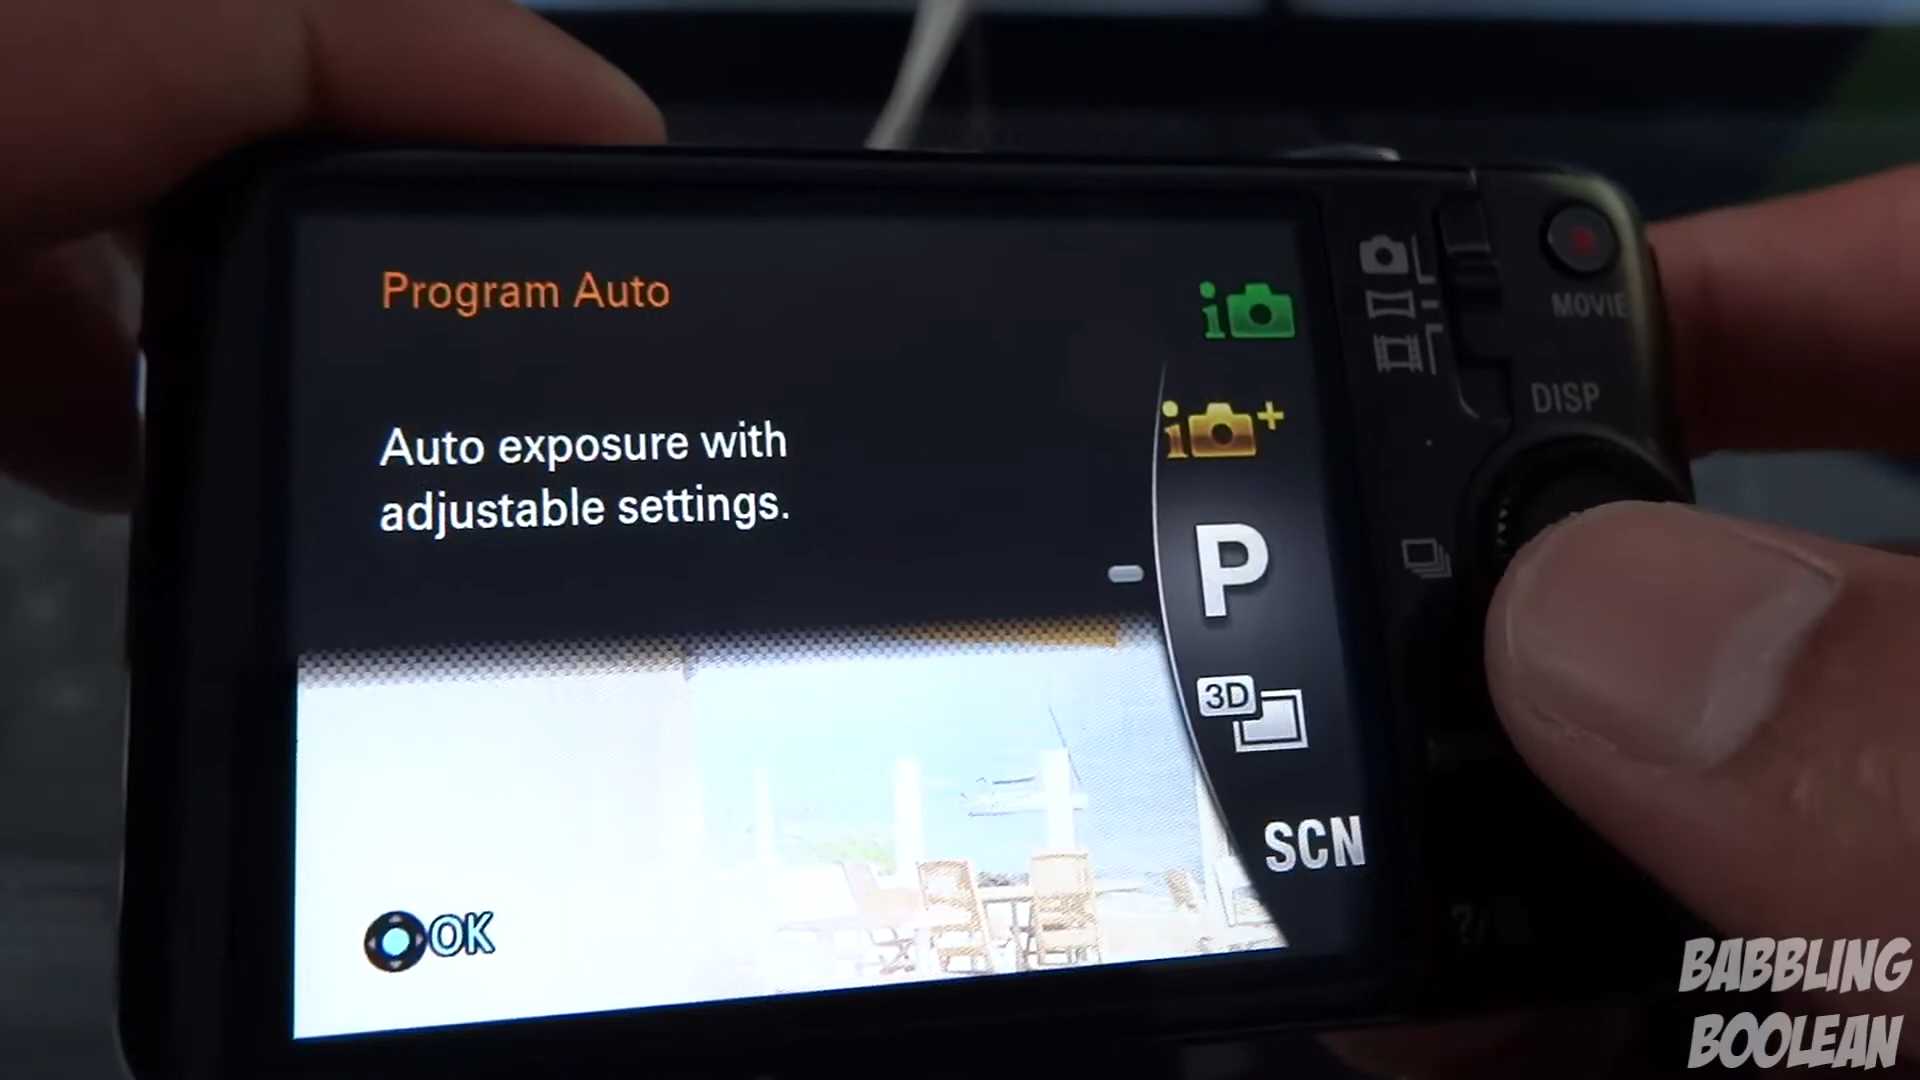 Program Auto
Auto exposure with
adjustable settings.
P
3D
SCN
OK
MOVIE
DISP
BABBLING
BOOLEAN